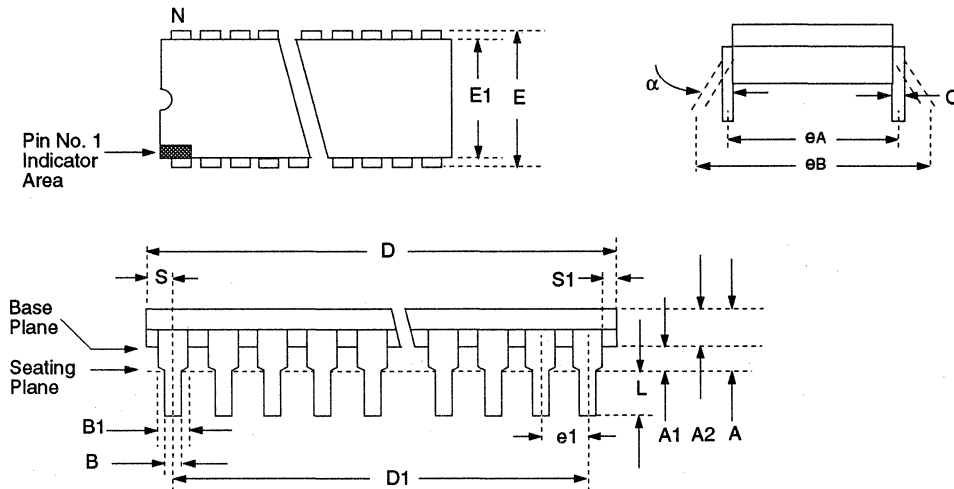 N
E1
E
Pin No. 1
Indicator
Area
α
C
eA
eB
D
S
S1
Base
Plane
Seating
Plane
L
B1
e1
A1
A2
A
B
D1